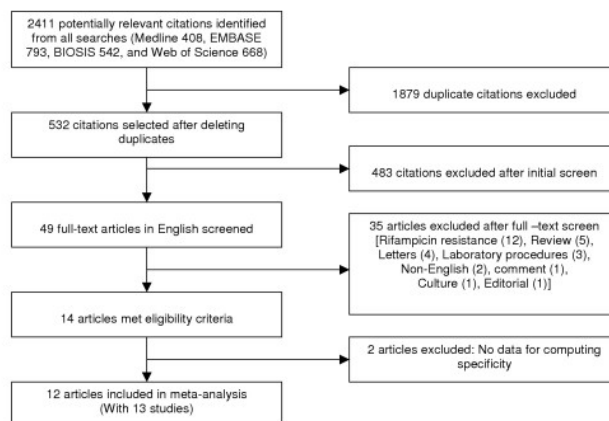 2411 potentially relevant citations identified
from all searches (Medline 408, EMBASE
793, BIOSIS 542, and Web of Science 668)
1879 duplicate citations excluded
532 citations selected after deleting
duplicates
483 citations excluded after initial screen
49 full-text articles in English screened
35 articles excluded after full –text screen
[Rifampicin resistance (12), Review (5),
Letters (4), Laboratory procedures (3),
Non-English (2), comment (1),
Culture (1), Editorial (1)]
14 articles met eligibility criteria
2 articles excluded: No data for computing
specificity
12 articles included in meta-analysis
(With 13 studies)